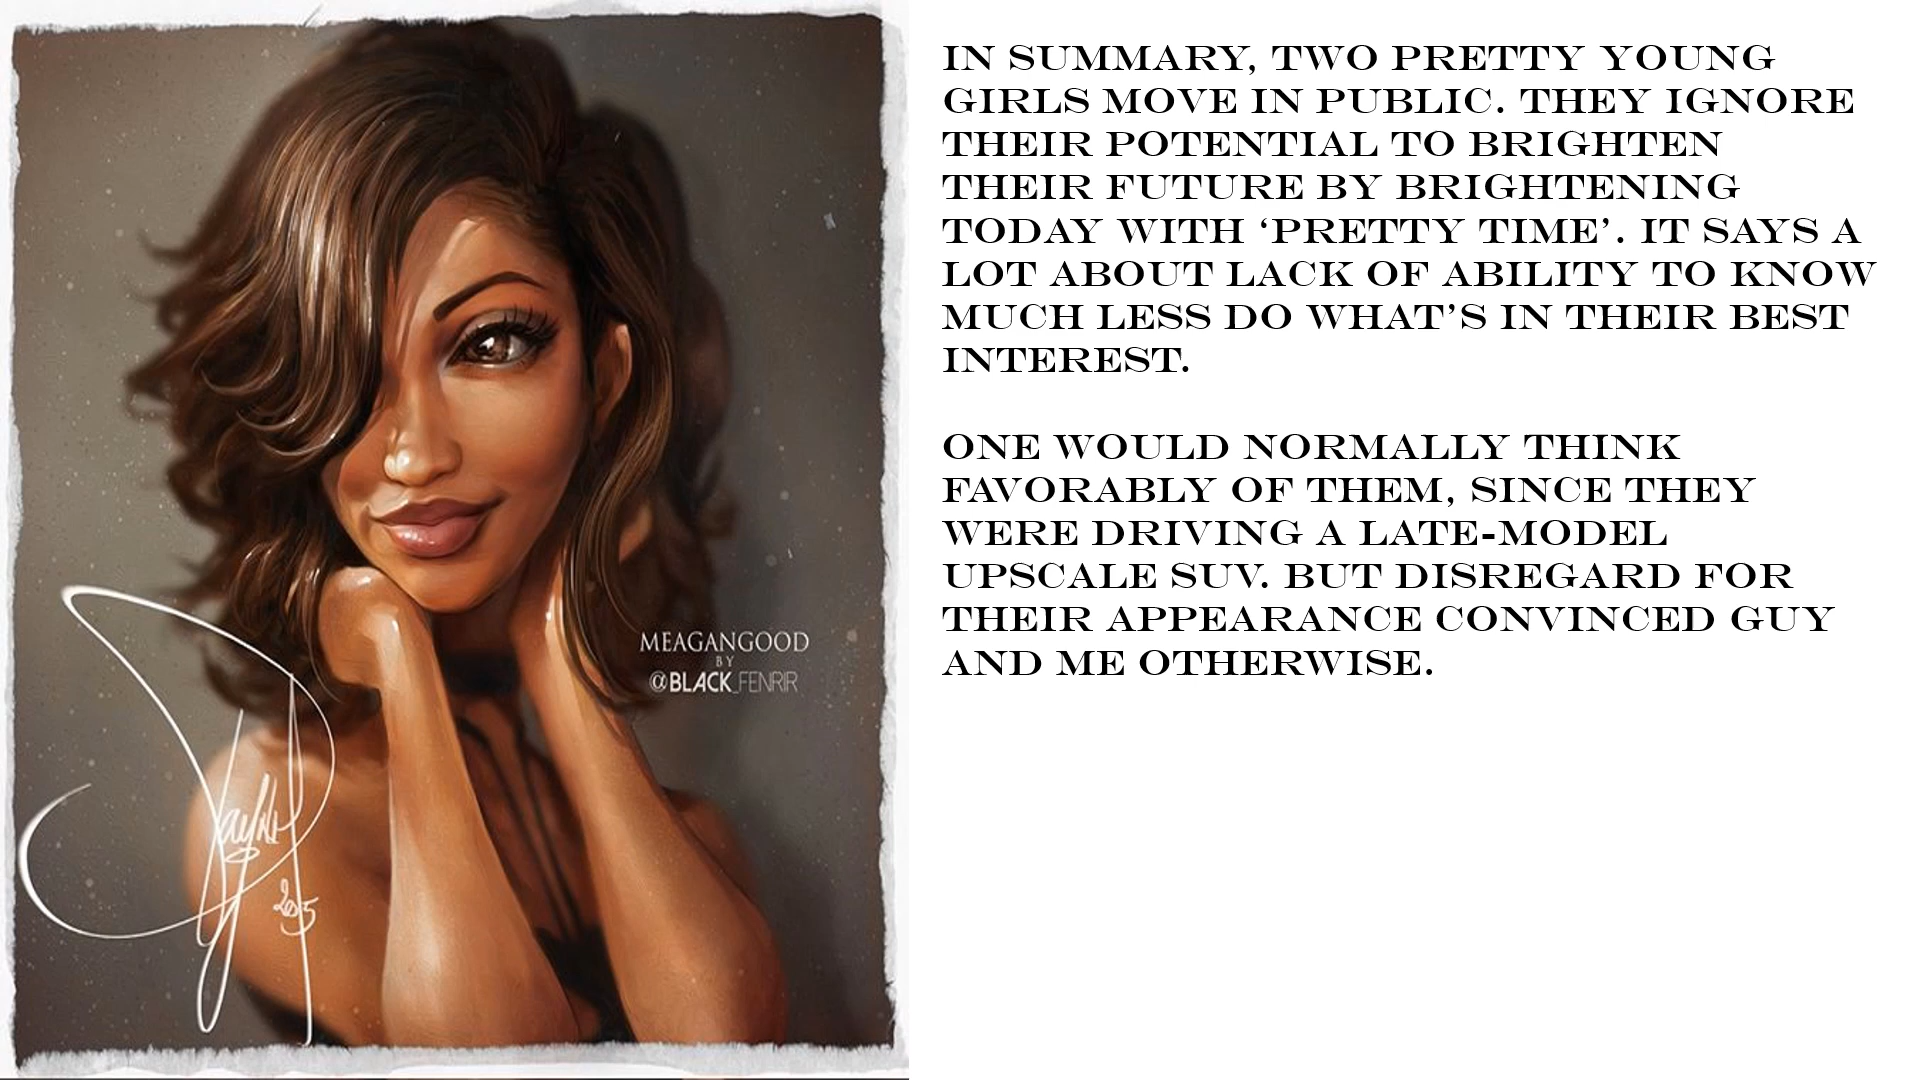 IN SUMMARY, TWO PRETTY YOUNG
GIRLS MOVE IN PUBLIC. THEY IGNORE
THEIR POTENTIAL TO BRIGHTEN
THEIR FUTURE BY BRIGHTENING
TODAY WITH ‘PRETTY TIME’. IT SAYS A
LOT ABOUT LACK OF ABILITY TO KNOW
MUCH LESS DO WHAT’S IN THEIR BEST
INTEREST.
ONE WOULD NORMALLY THINK
FAVORABLY OF THEM, SINCE THEY
WERE DRIVING A LATE-MODEL
UPSCALE SUV. BUT DISREGARD FOR
THEIR APPEARANCE CONVINCED GUY
AND ME OTHERWISE.
MEAGANGOOD
BY
@BLACK_FENRIR
2015